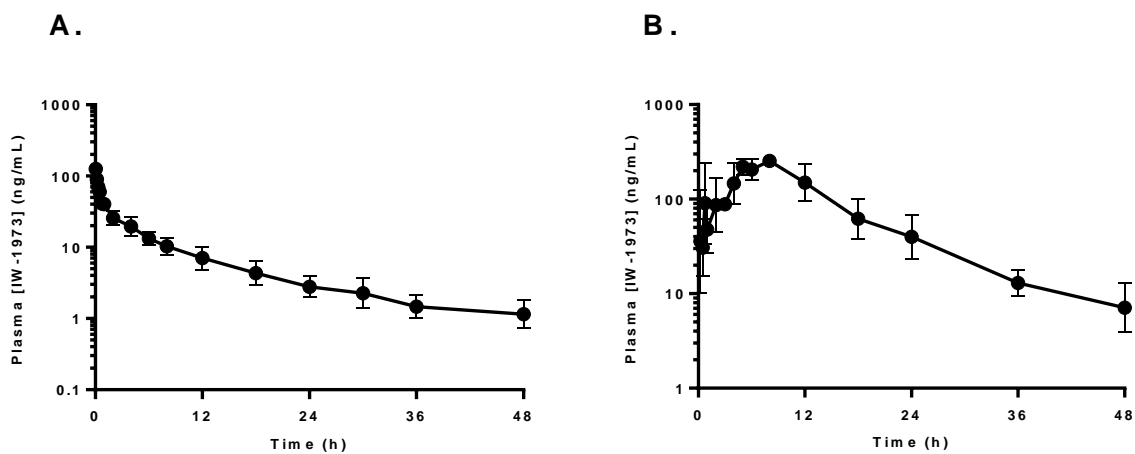 A.
B.
1000
100
10
1
0.1
Plasma [IW-1973] (ng/mL)
0 12 24 36 48
Time (h)
1000
100
10
1
Plasma [IW-1973] (ng/mL)
0 12 24 36 48
Time (h)